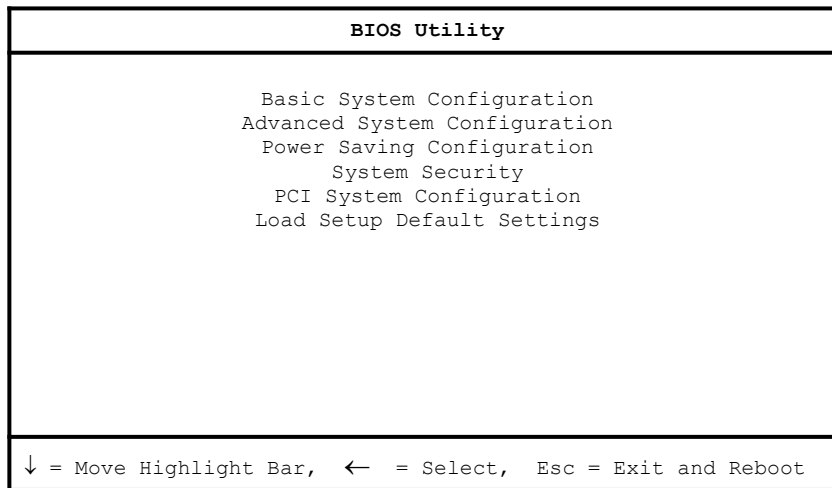 BIOS Utility
Basic System Configuration
Advanced System Configuration
Power Saving Configuration
System Security
PCI System Configuration
Load Setup Default Settings
↓ = Move Highlight Bar, ← = Select, Esc = Exit and Reboot